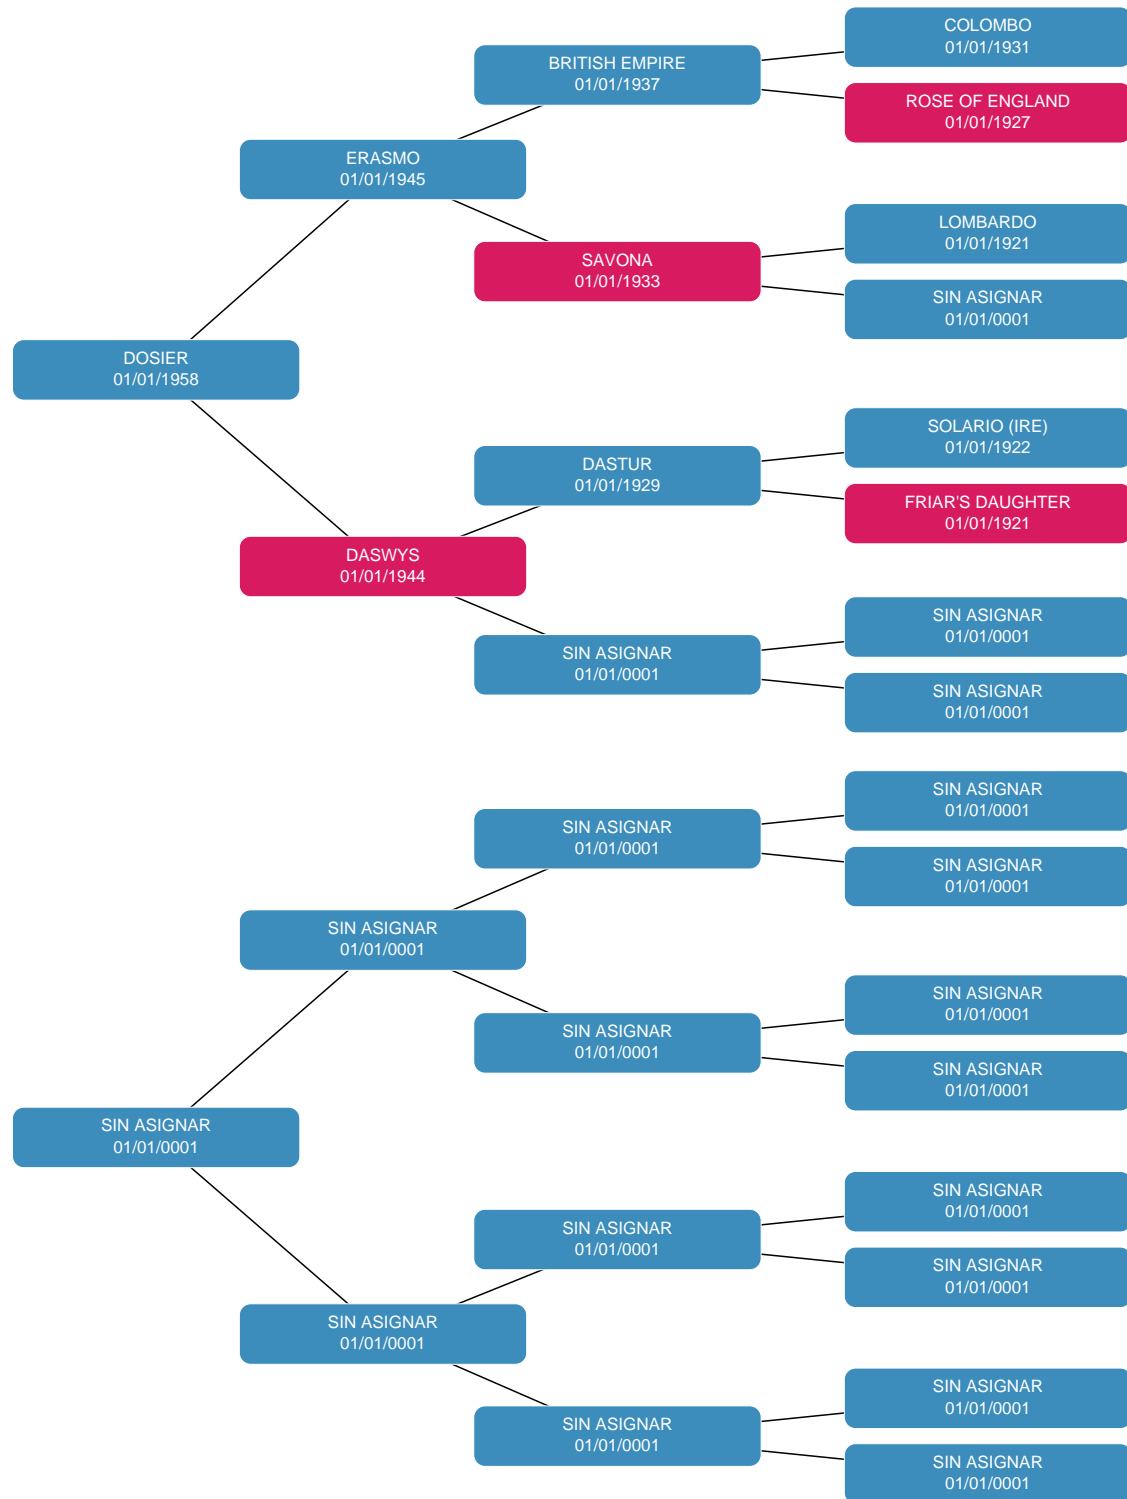 COLOMBO
01/01/1931
BRITISH EMPIRE
01/01/1937
ROSE OF ENGLAND
01/01/1927
ERASMO
01/01/1945
LOMBARDO
01/01/1921
SAVONA
01/01/1933
SIN ASIGNAR
01/01/0001
DOSIER
01/01/1958
SOLARIO (IRE)
01/01/1922
DASTUR
01/01/1929
FRIAR'S DAUGHTER
01/01/1921
DASWYS
01/01/1944
SIN ASIGNAR
01/01/0001
SIN ASIGNAR
01/01/0001
SIN ASIGNAR
01/01/0001
SIN ASIGNAR
01/01/0001
SIN ASIGNAR
01/01/0001
SIN ASIGNAR
01/01/0001
SIN ASIGNAR
01/01/0001
SIN ASIGNAR
01/01/0001
SIN ASIGNAR
01/01/0001
SIN ASIGNAR
01/01/0001
SIN ASIGNAR
01/01/0001
SIN ASIGNAR
01/01/0001
SIN ASIGNAR
01/01/0001
SIN ASIGNAR
01/01/0001
SIN ASIGNAR
01/01/0001
SIN ASIGNAR
01/01/0001
SIN ASIGNAR
01/01/0001
SIN ASIGNAR
01/01/0001